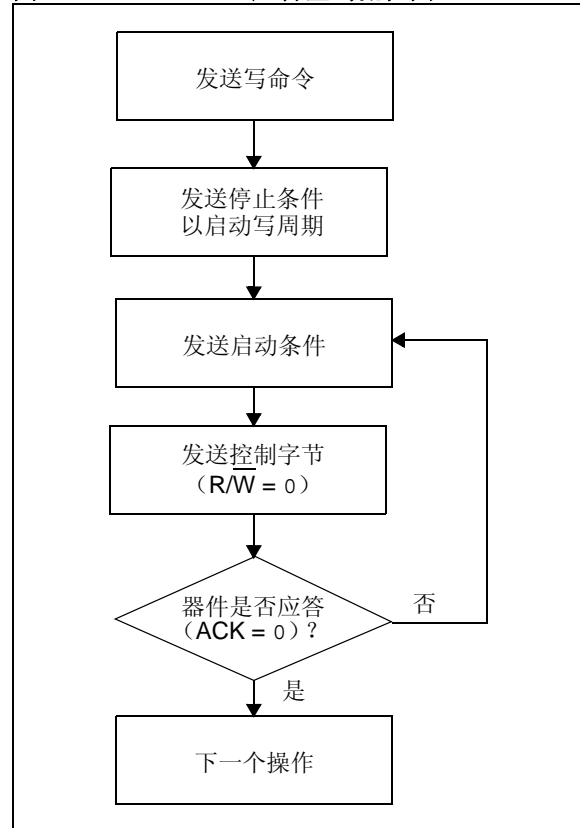 发送写命令
发送停止条件
以启动写周期
发送启动条件
发送控制字节
（R/W̅ = 0）
器件是否应答
（ACK = 0）？
否
是
下一个操作